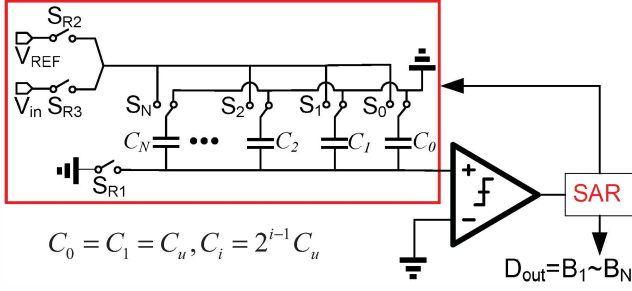 S_R2
V_REF
V_in S_R3 S_N S_2 S_1 S_0
C_N ••• C_2 C_1 C_0
S_R1
+
−
SAR
C_0 = C_1 = C_u, C_i = 2^{i−1} C_u
D_out=B_1~B_N